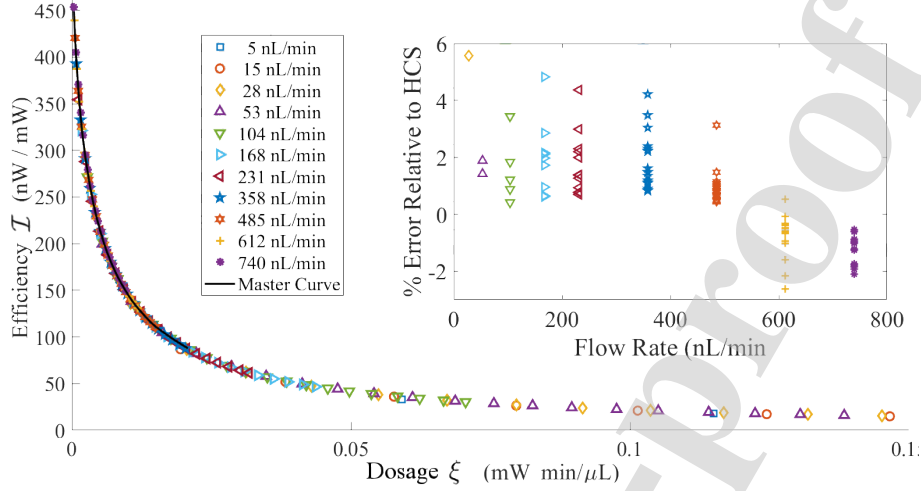 450
400
350
300
250
200
150
100
50
0
Efficiency ℐ (nW / mW)
0
0.05
0.1
Dosage ξ (mW min/μL)
5 nL/min
15 nL/min
28 nL/min
53 nL/min
104 nL/min
168 nL/min
231 nL/min
358 nL/min
485 nL/min
612 nL/min
740 nL/min
Master Curve
% Error Relative to HCS
6
4
2
0
-2
0
200
400
600
800
Flow Rate (nL/min